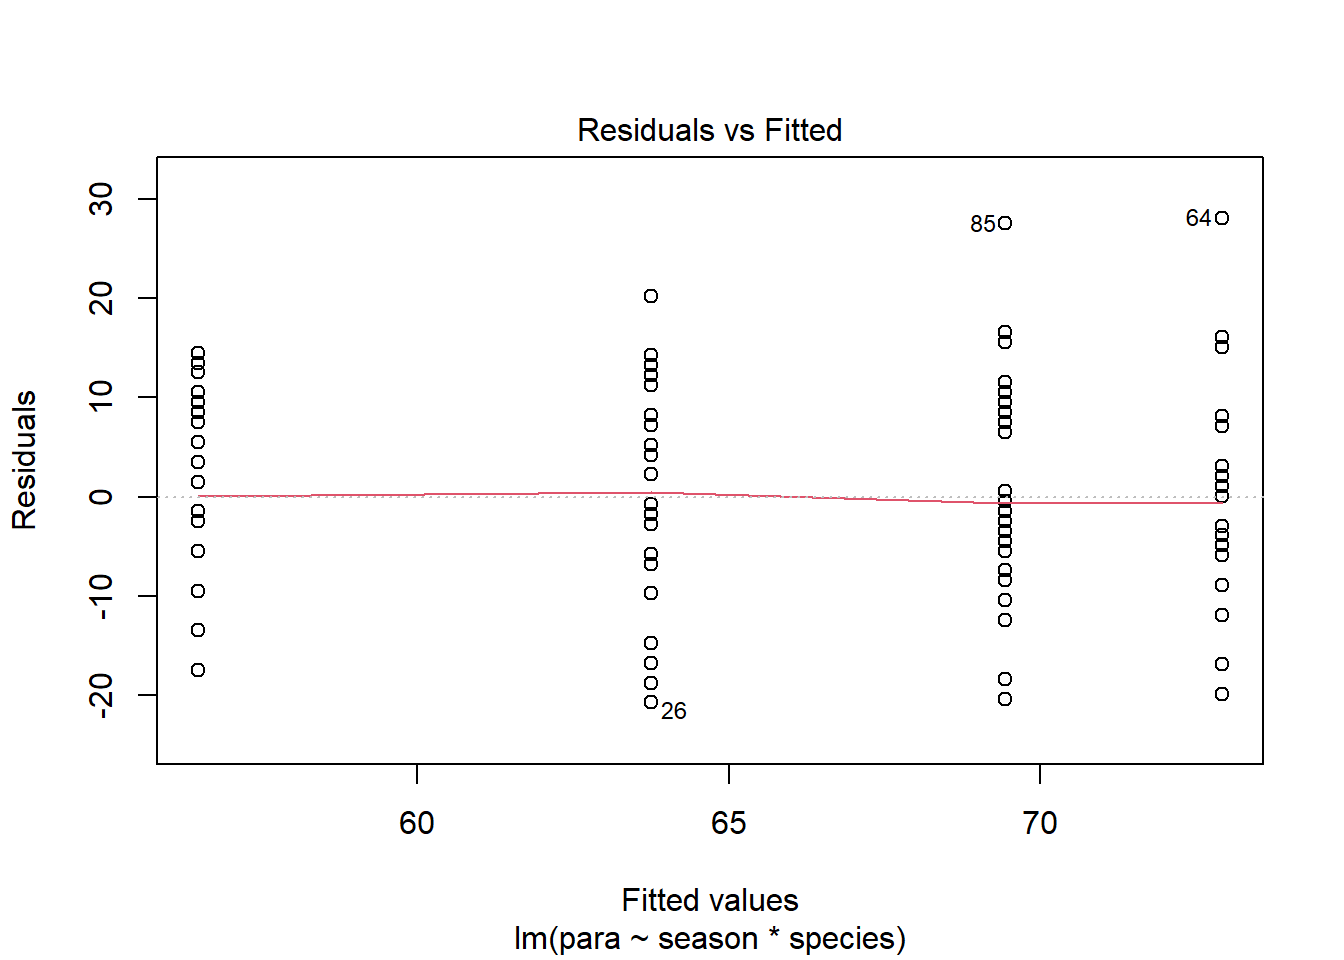 Residuals vs Fitted
30
20
10
0
-10
-20
Residuals
85
64
26
60 65 70
Fitted values
lm(para ~ season * species)